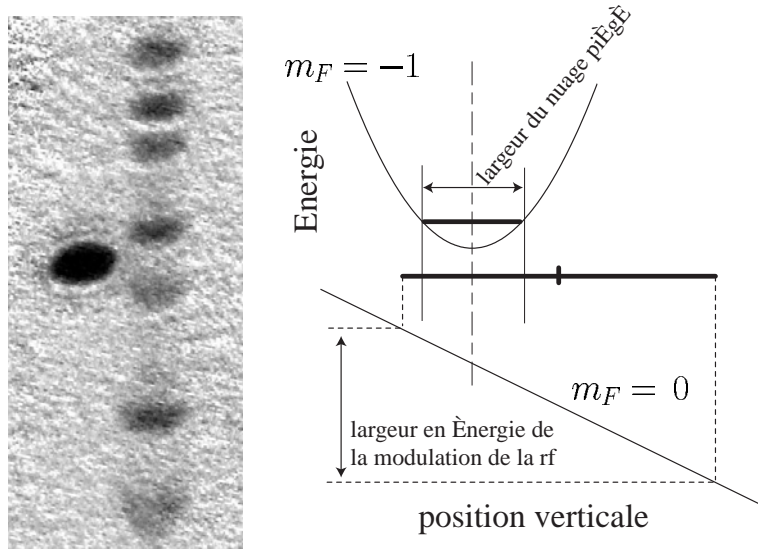 m_F = −1
largeur du nuage piÈgÈ
Energie
m_F = 0
largeur en Ènergie de
la modulation de la rf
position verticale